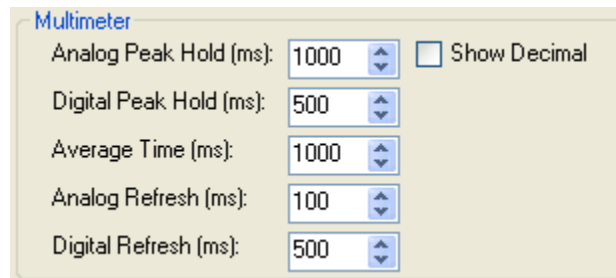 Multimeter
Analog Peak Hold (ms): 1000 Show Decimal
Digital Peak Hold (ms): 500
Average Time (ms): 1000
Analog Refresh (ms): 100
Digital Refresh (ms): 500